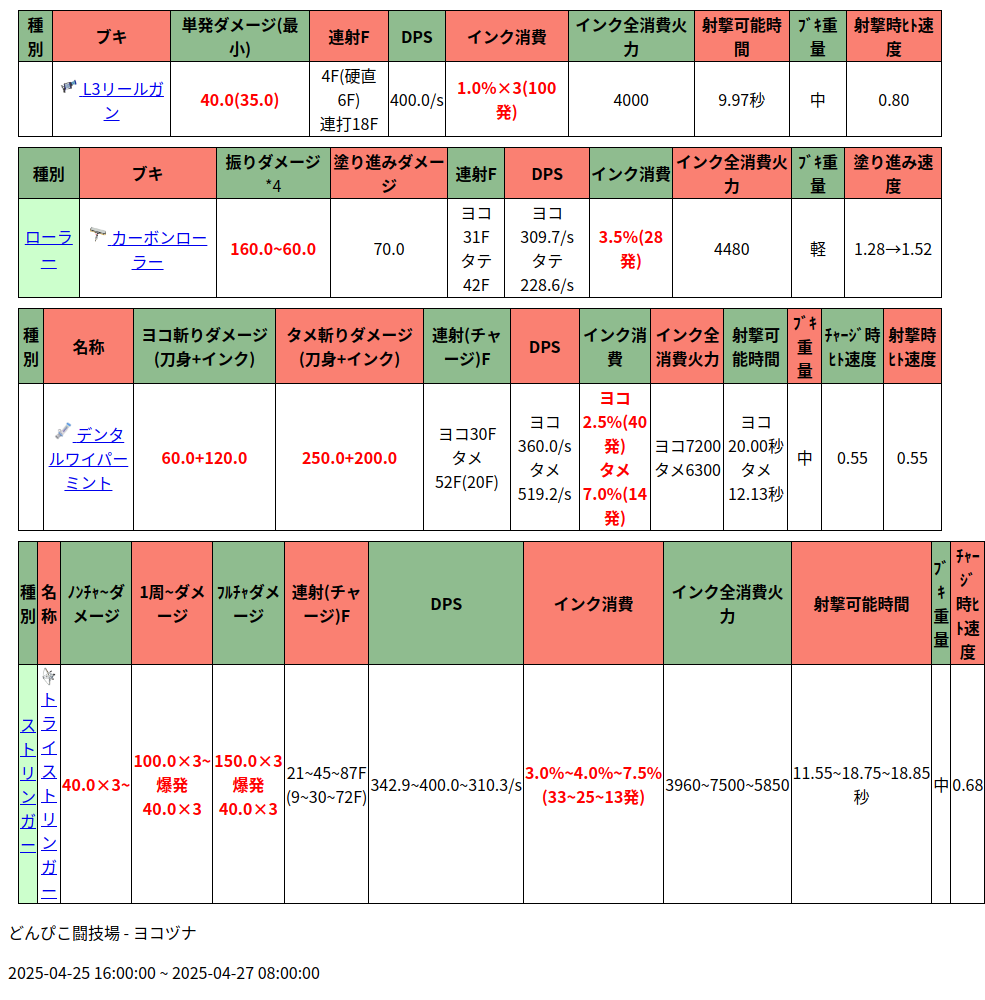 種別 ブキ 単発ダメージ(最小) 連射F DPS インク消費 インク全消費火力 射撃可能時間 ﾌﾞｷ重量 射撃時ﾋﾄ速度
L3リールガン 40.0(35.0) 4F(硬直6F) 連打18F 400.0/s 1.0%×3(100発) 4000 9.97秒 中 0.80
種別 ブキ 振りダメージ*4 塗り進みダメージ 連射F DPS インク消費 インク全消費火力 ﾌﾞｷ重量 塗り進み速度
ローラー カーボンローラー 160.0~60.0 70.0 ヨコ31F タテ42F ヨコ309.7/s タテ228.6/s 3.5%(28発) 4480 軽 1.28→1.52
種別 名称 ヨコ斬りダメージ(刀身+インク) タメ斬りダメージ(刀身+インク) 連射(チャージ)F DPS インク消費 インク全消費火力 射撃可能時間 ﾌﾞｷ重量 ﾁｬｰｼﾞ時ﾋﾄ速度 射撃時ﾋﾄ速度
デンタルワイパーミント 60.0+120.0 250.0+200.0 ヨコ30F タメ52F(20F) ヨコ360.0/s タメ519.2/s ヨコ2.5%(40発) タメ7.0%(14発) ヨコ7200 タメ6300 ヨコ20.00秒 タメ12.13秒 中 0.55 0.55
種別 名称 ﾉﾝﾁｬ~ダメージ 1周~ダメージ ﾌﾙﾁｬダメージ 連射(チャージ)F DPS インク消費 インク全消費火力 射撃可能時間 ﾌﾞｷ重量 ﾁｬｰｼﾞ時ﾋﾄ速度
ストリンガー トライストリンガー 40.0×3~ 100.0×3~ 爆発40.0×3 150.0×3 爆発40.0×3 21~45~87F (9~30~72F) 342.9~400.0~310.3/s 3.0%~4.0%~7.5% (33~25~13発) 3960~7500~5850 11.55~18.75~18.85秒 中 0.68
どんぴこ闘技場 - ヨコヅナ
2025-04-25 16:00:00 ~ 2025-04-27 08:00:00